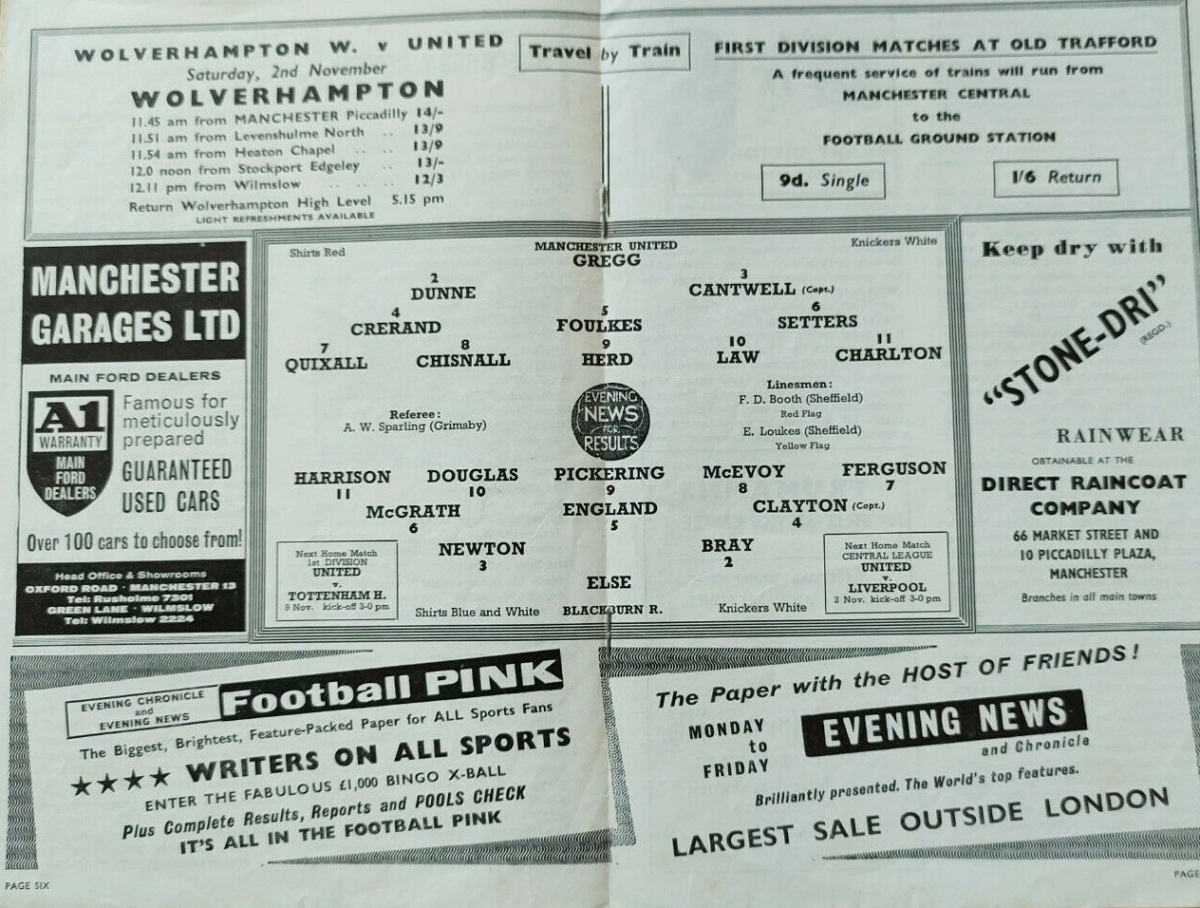 WOLVERHAMPTON W. v UNITED
Saturday, 2nd November
WOLVERHAMPTON
11.45 am from MANCHESTER Piccadilly 14/-
11.51 am from Levenshulme North .. 13/9
11.54 am from Heaton Chapel .. .. 13/9
12.0 noon from Stockport Edgeley .. 13/-
12.11 pm from Wilmslow .. .. .. 12/3
Return Wolverhampton High Level 5.15 pm
LIGHT REFRESHMENTS AVAILABLE
Travel by Train
FIRST DIVISION MATCHES AT OLD TRAFFORD
A frequent service of trains will run from
MANCHESTER CENTRAL
to the
FOOTBALL GROUND STATION
9d. Single
1/6 Return
MANCHESTER
GARAGES LTD
MAIN FORD DEALERS
A1
WARRANTY
MAIN
FORD
DEALERS
Famous for
meticulously
prepared
GUARANTEED
USED CARS
Over 100 cars to choose from!
Head Office & Showrooms
OXFORD ROAD · MANCHESTER 13
Tel: Rusholme 7301
GREEN LANE · WILMSLOW
Tel: Wilmslow 2224
Shirts Red
MANCHESTER UNITED
Knickers White
GREGG
2 3
DUNNE CANTWELL (Capt.)
4 5 6
CRERAND FOULKES SETTERS
7 8 9 10 11
QUIXALL CHISNALL HERD LAW CHARLTON
Referee:
A. W. Sparling (Grimsby)
EVENING
NEWS
FOR
RESULTS
Linesmen:
F. D. Booth (Sheffield)
Red Flag
E. Loukes (Sheffield)
Yellow Flag
HARRISON DOUGLAS PICKERING McEVOY FERGUSON
11 10 9 8 7
McGRATH ENGLAND CLAYTON (Capt.)
6 5 4
NEWTON BRAY
3 2
ELSE
Next Home Match
1st DIVISION
UNITED
v.
TOTTENHAM H.
9 Nov. kick-off 3-0 pm
Shirts Blue and White
BLACKBURN R.
Knickers White
Next Home Match
CENTRAL LEAGUE
UNITED
v.
LIVERPOOL
2 Nov. kick-off 3-0 pm
Keep dry with
"STONE-DRI"
(REGD.)
RAINWEAR
OBTAINABLE AT THE
DIRECT RAINCOAT
COMPANY
66 MARKET STREET AND
10 PICCADILLY PLAZA,
MANCHESTER
Branches in all main towns
EVENING CHRONICLE
and
EVENING NEWS
Football PINK
The Biggest, Brightest, Feature-Packed Paper for ALL Sports Fans
★★★★ WRITERS ON ALL SPORTS
ENTER THE FABULOUS £1,000 BINGO X-BALL
Plus Complete Results, Reports and POOLS CHECK
IT'S ALL IN THE FOOTBALL PINK
The Paper with the HOST OF FRIENDS!
MONDAY
to
FRIDAY
EVENING NEWS
and Chronicle
Brilliantly presented. The World's top features.
LARGEST SALE OUTSIDE LONDON
PAGE SIX
PAGE